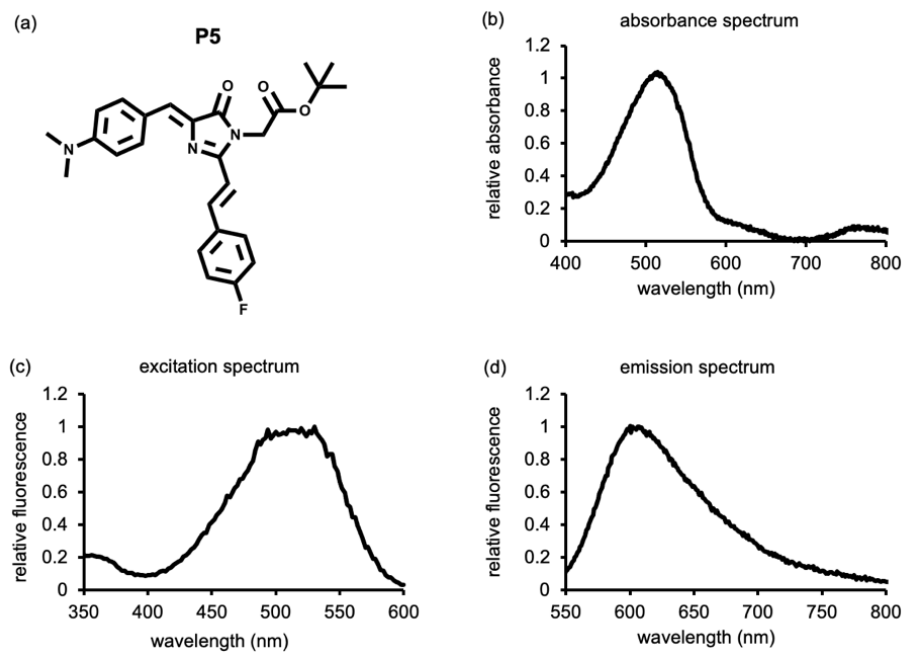 (a)
P5
O
O
O
N
N
N
F
(b)
absorbance spectrum
relative absorbance
1.2
1
0.8
0.6
0.4
0.2
0
400 500 600 700 800
wavelength (nm)
(c)
excitation spectrum
relative fluorescence
1.2
1
0.8
0.6
0.4
0.2
0
350 400 450 500 550 600
wavelength (nm)
(d)
emission spectrum
relative fluorescence
1.2
1
0.8
0.6
0.4
0.2
0
550 600 650 700 750 800
wavelength (nm)